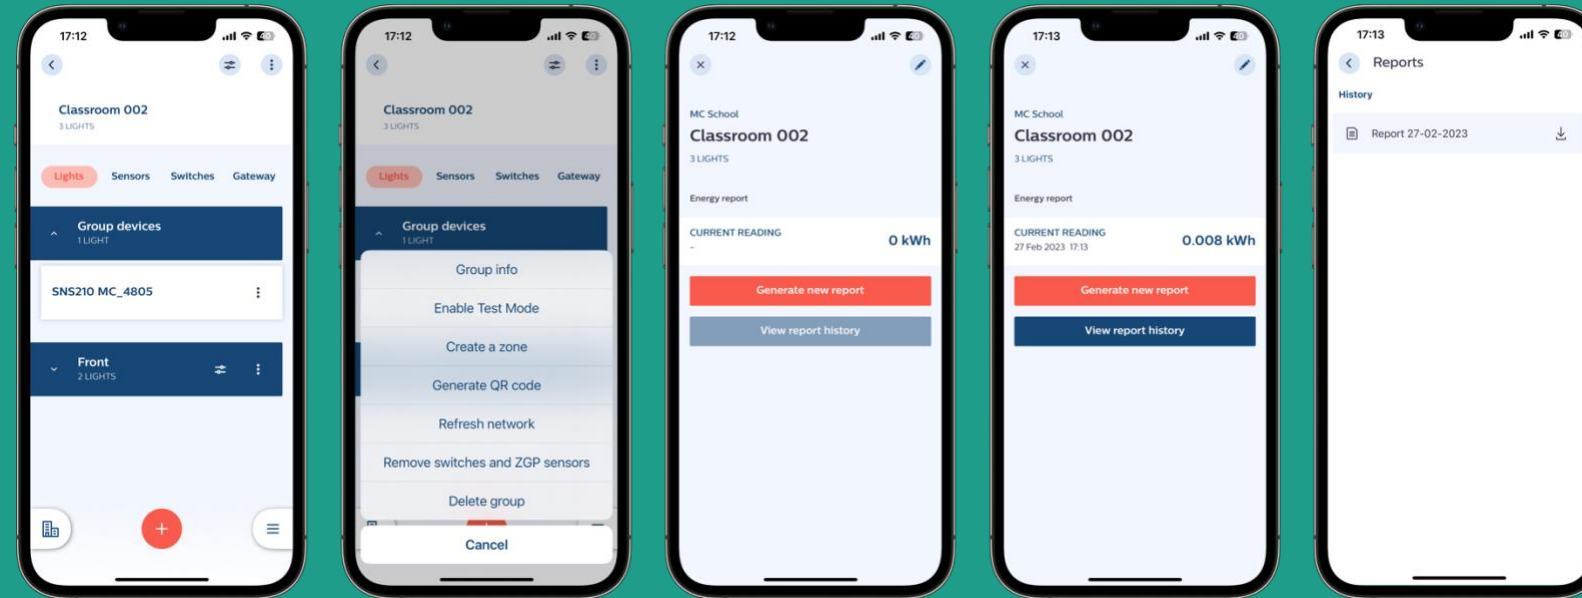 17:12
40
Classroom 002
3 LIGHTS
Lights Sensors Switches Gateway
Group devices
1 LIGHT
SNS210 MC_4805
Front
2 LIGHTS
17:12
40
Classroom 002
3 LIGHTS
Lights Sensors Switches Gateway
Group devices
1 LIGHT
Group info
Enable Test Mode
Create a zone
Generate QR code
Refresh network
Remove switches and ZGP sensors
Delete group
Cancel
17:12
40
MC School
Classroom 002
3 LIGHTS
Energy report
CURRENT READING
-
0 kWh
Generate new report
View report history
17:13
40
MC School
Classroom 002
3 LIGHTS
Energy report
CURRENT READING
27 Feb 2023 17:13
0.008 kWh
Generate new report
View report history
17:13
40
Reports
History
Report 27-02-2023